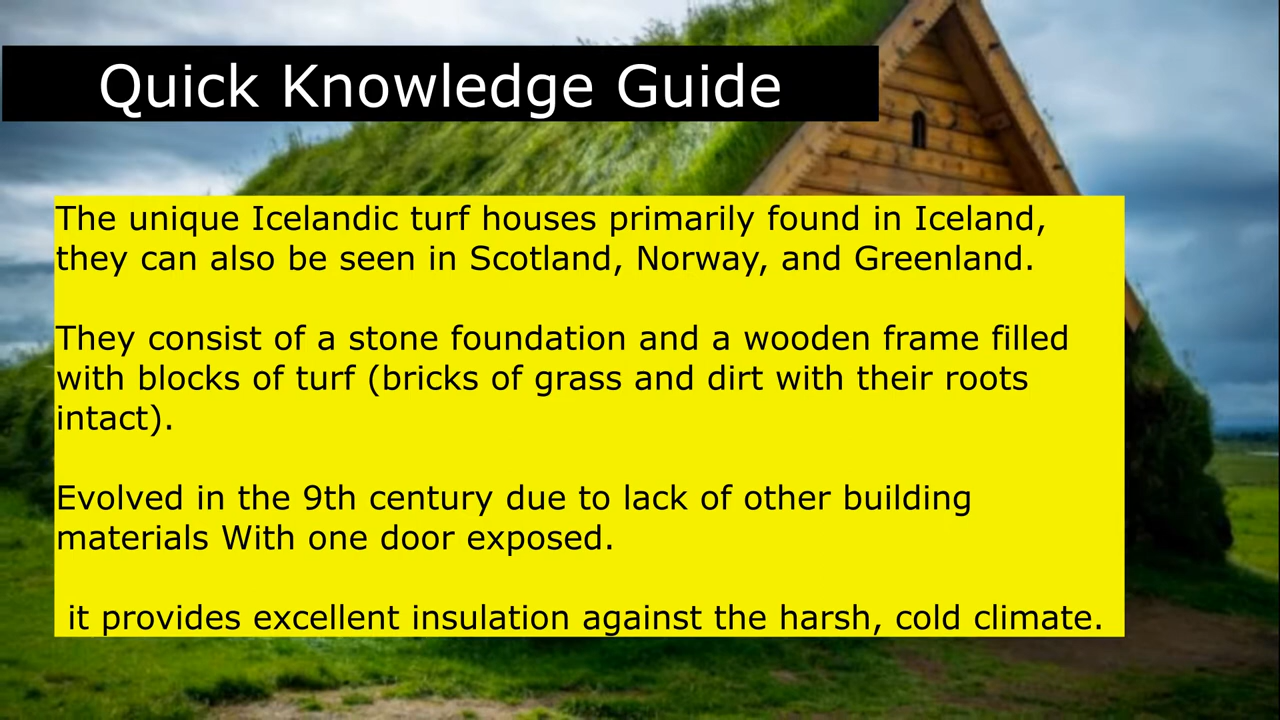 Quick Knowledge Guide
The unique Icelandic turf houses primarily found in Iceland,
they can also be seen in Scotland, Norway, and Greenland.
They consist of a stone foundation and a wooden frame filled
with blocks of turf (bricks of grass and dirt with their roots
intact).
Evolved in the 9th century due to lack of other building
materials With one door exposed.
it provides excellent insulation against the harsh, cold climate.